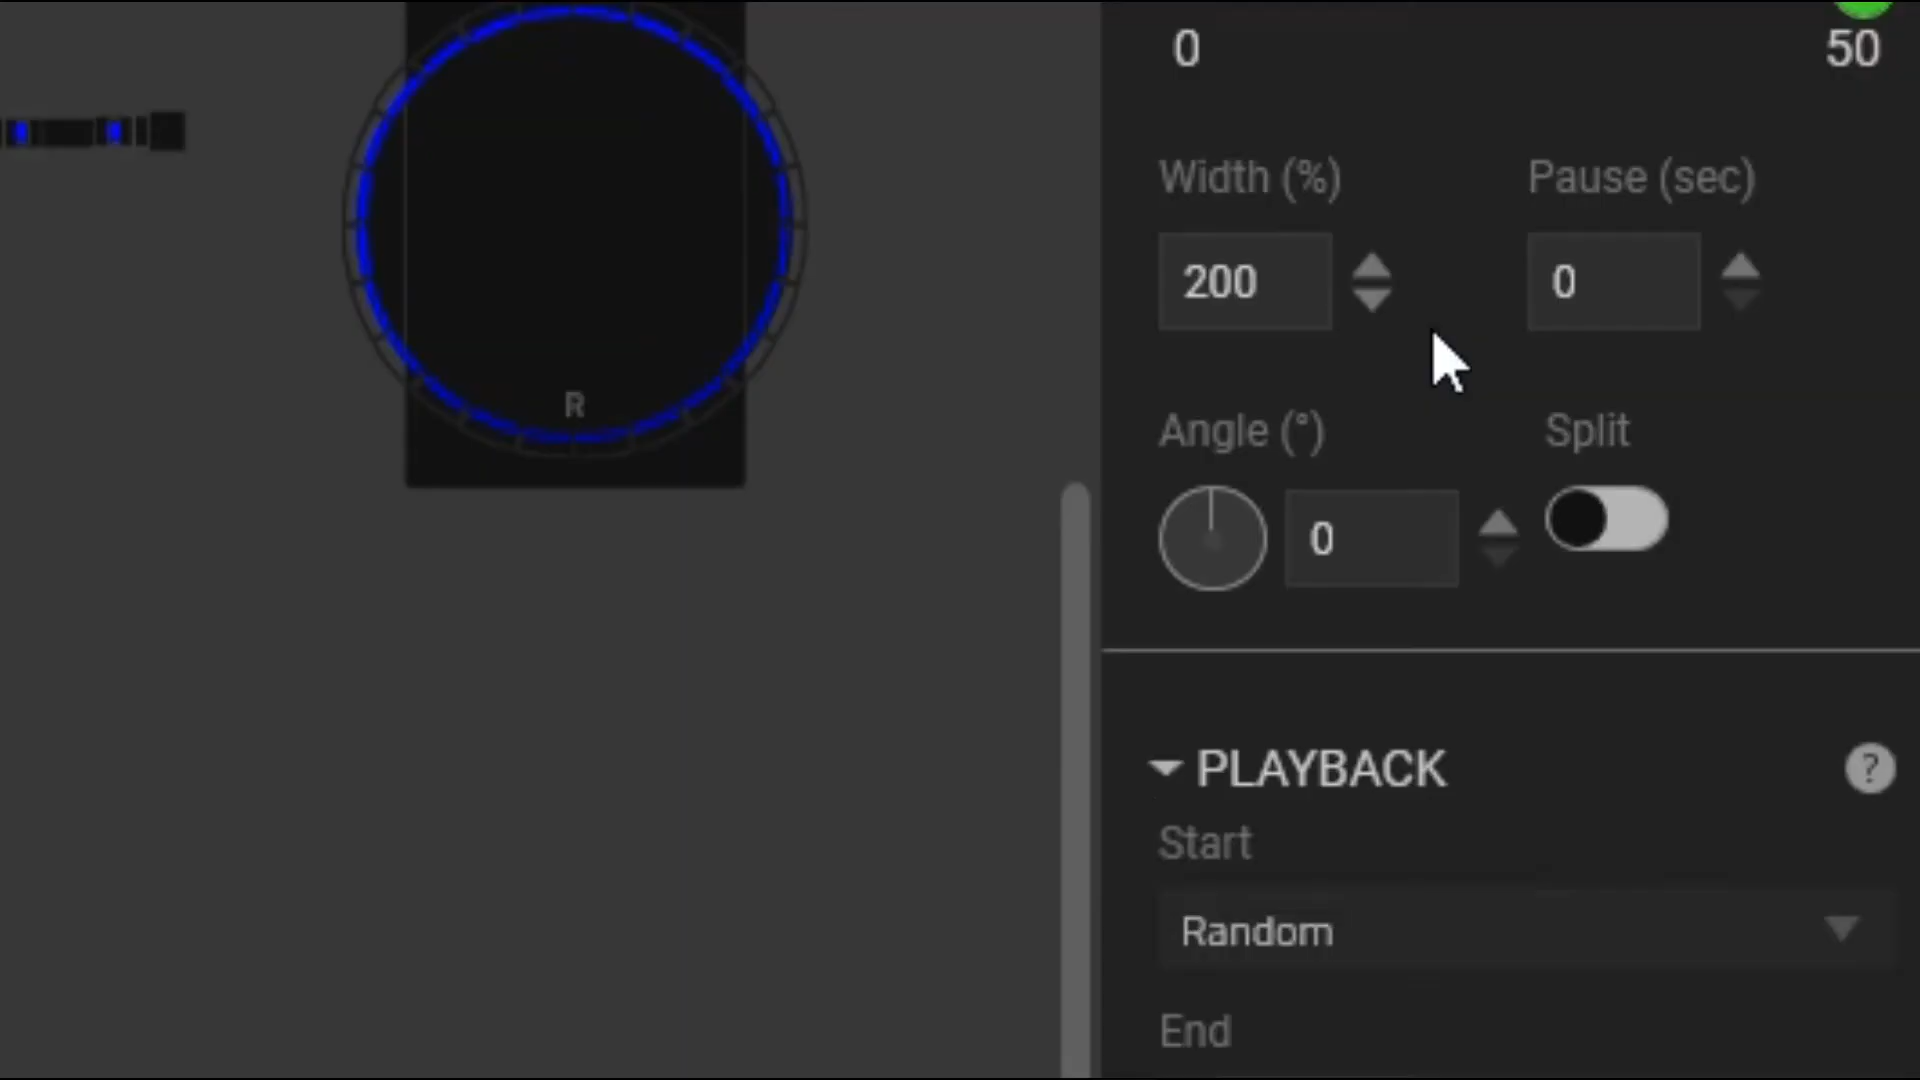 0 50
Width (%) Pause (sec)
200 0
R
Angle (°) Split
0
PLAYBACK ?
Start
Random
End